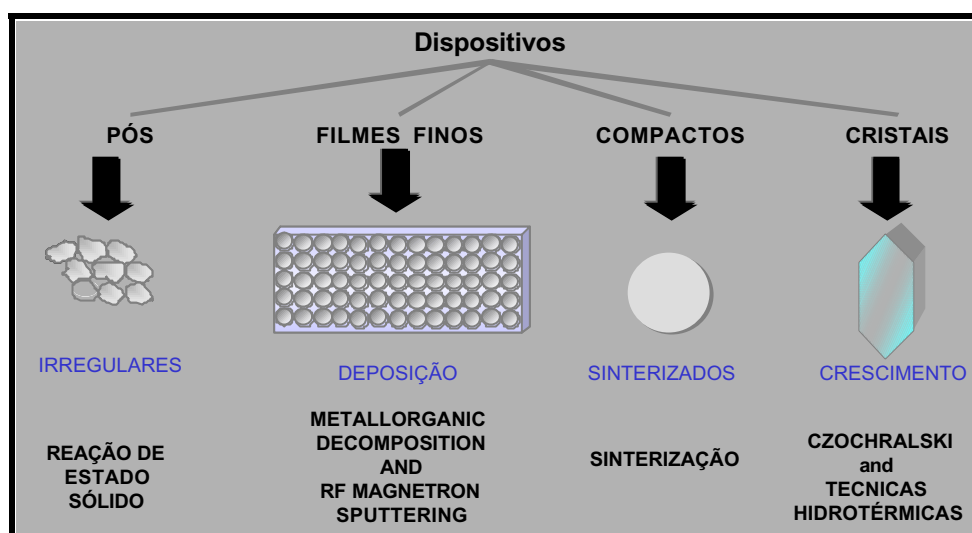 Dispositivos
PÓS
FILMES FINOS
COMPACTOS
CRISTAIS
IRREGULARES
DEPOSIÇÃO
SINTERIZADOS
CRESCIMENTO
REAÇÃO DE
ESTADO
SÓLIDO
METALLORGANIC
DECOMPOSITION
AND
RF MAGNETRON
SPUTTERING
SINTERIZAÇÃO
CZOCHRALSKI
and
TECNICAS
HIDROTÉRMICAS